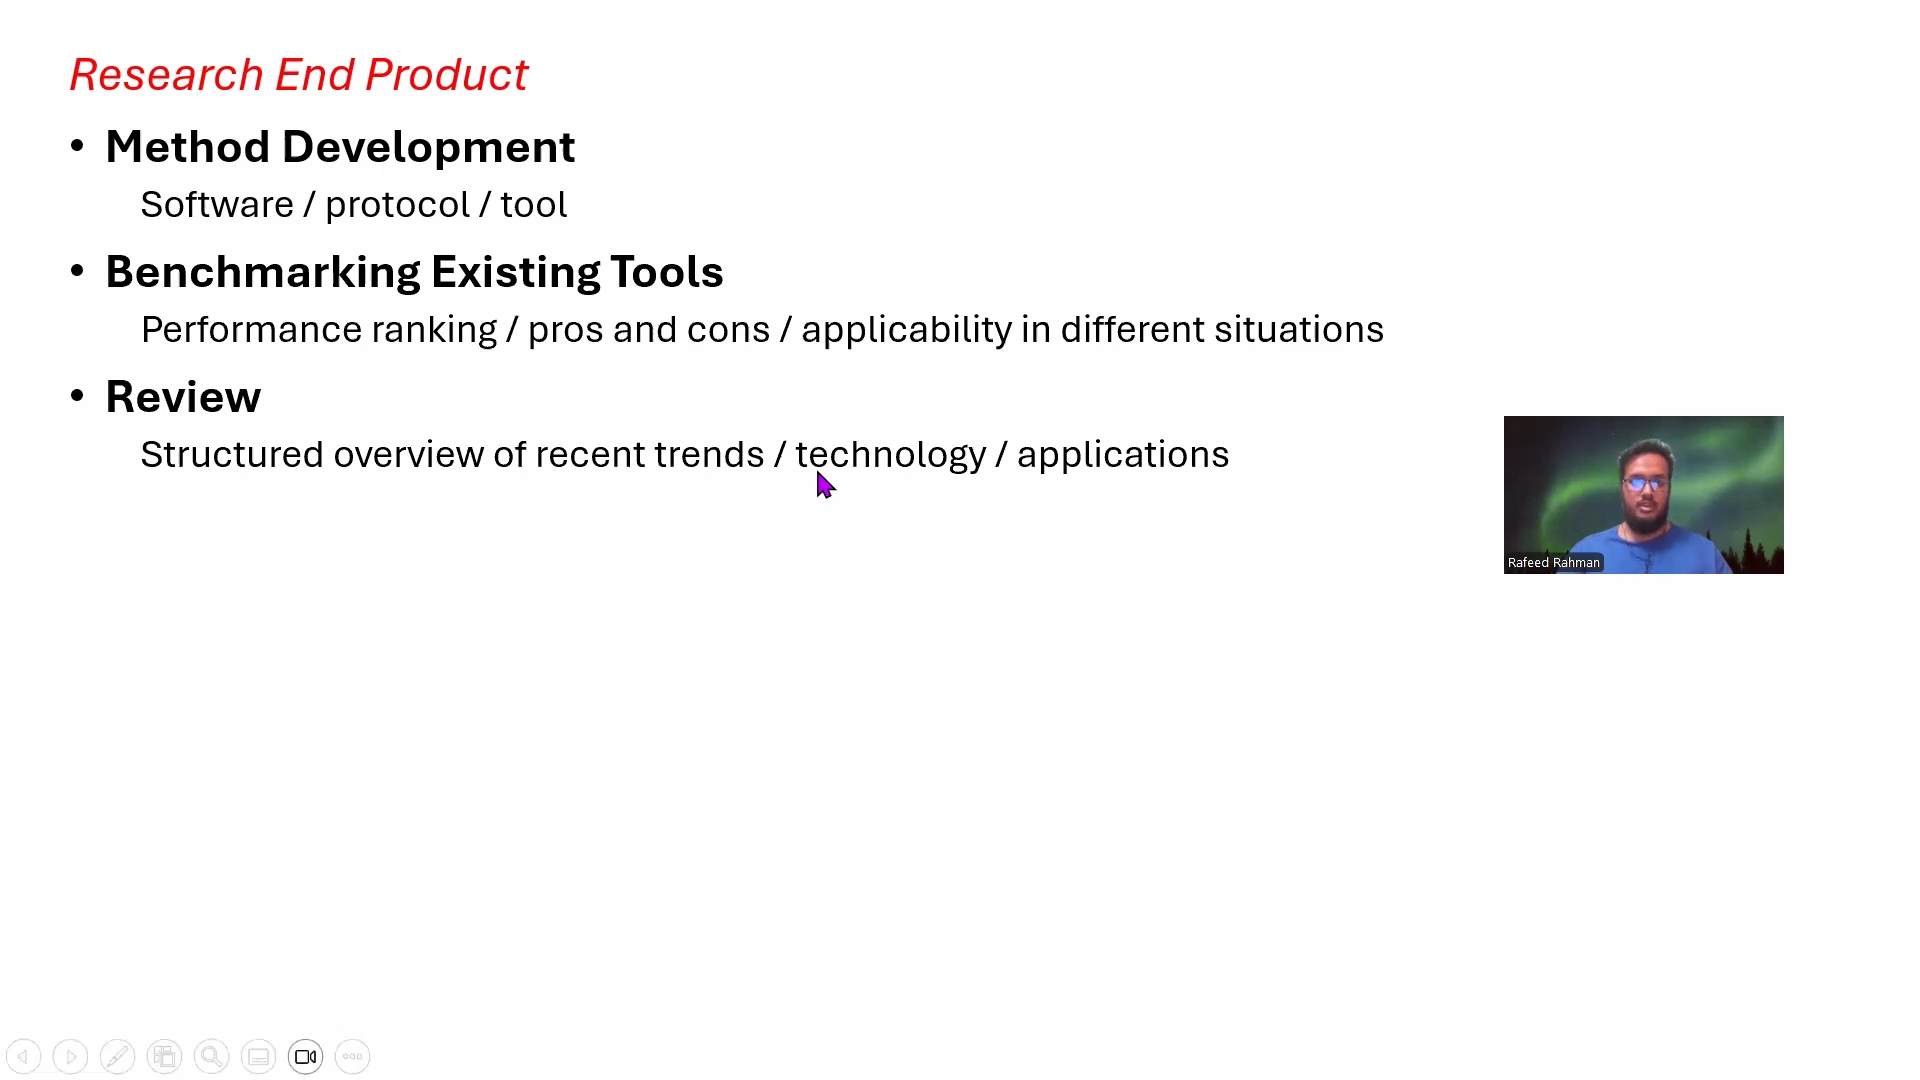 Research End Product
• Method Development
Software / protocol / tool
• Benchmarking Existing Tools
Performance ranking / pros and cons / applicability in different situations
• Review
Structured overview of recent trends / technology / applications
Rafeed Rahman